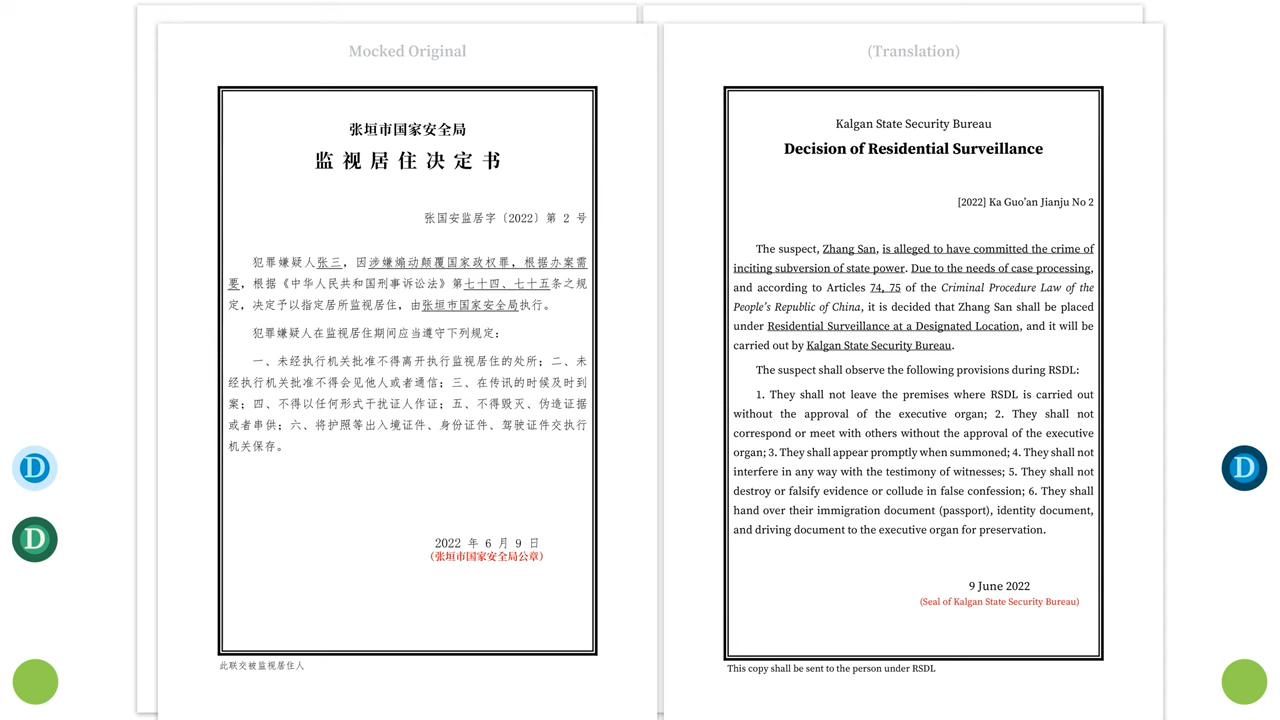 Mocked Original
张垣市国家安全局
监视居住决定书
张国安监居字〔2022〕第 2 号
犯罪嫌疑人张三，因涉嫌煽动颠覆国家政权罪，根据办案需
要，根据《中华人民共和国刑事诉讼法》第七十四、七十五条之规
定，决定予以指定居所监视居住，由张垣市国家安全局执行。
犯罪嫌疑人在监视居住期间应当遵守下列规定：
一、未经执行机关批准不得离开执行监视居住的处所；二、未
经执行机关批准不得会见他人或者通信；三、在传讯的时候及时到
案；四、不得以任何形式干扰证人作证；五、不得毁灭、伪造证据
或者串供；六、将护照等出入境证件、身份证件、驾驶证件交执行
机关保存。
2022 年 6 月 9 日
（张垣市国家安全局公章）
此联交被监视居住人
(Translation)
Kalgan State Security Bureau
Decision of Residential Surveillance
[2022] Ka Guo’an Jianju No 2
The suspect, Zhang San, is alleged to have committed the crime of
inciting subversion of state power. Due to the needs of case processing,
and according to Articles 74, 75 of the Criminal Procedure Law of the
People’s Republic of China, it is decided that Zhang San shall be placed
under Residential Surveillance at a Designated Location, and it will be
carried out by Kalgan State Security Bureau.
The suspect shall observe the following provisions during RSDL:
1. They shall not leave the premises where RSDL is carried out
without the approval of the executive organ; 2. They shall not
correspond or meet with others without the approval of the executive
organ; 3. They shall appear promptly when summoned; 4. They shall not
interfere in any way with the testimony of witnesses; 5. They shall not
destroy or falsify evidence or collude in false confession; 6. They shall
hand over their immigration document (passport), identity document,
and driving document to the executive organ for preservation.
9 June 2022
(Seal of Kalgan State Security Bureau)
This copy shall be sent to the person under RSDL
D
D
D